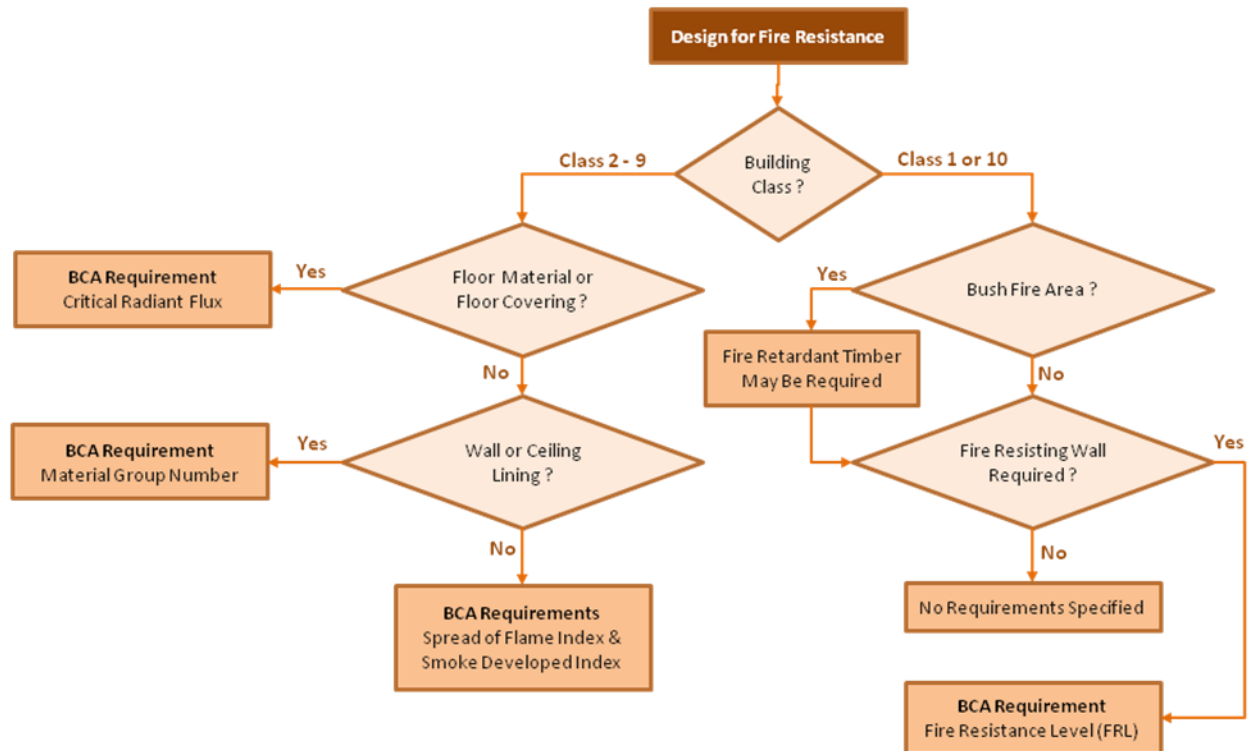 Design for Fire Resistance
Class 2 - 9
Building
Class ?
Class 1 or 10
BCA Requirement
Critical Radiant Flux
Yes
Floor Material or
Floor Covering ?
Yes
Bush Fire Area ?
No
Fire Retardant Timber
May Be Required
No
BCA Requirement
Material Group Number
Yes
Wall or Ceiling
Lining ?
Fire Resisting Wall
Required ?
Yes
No
No
BCA Requirements
Spread of Flame Index &
Smoke Developed Index
No Requirements Specified
BCA Requirement
Fire Resistance Level (FRL)